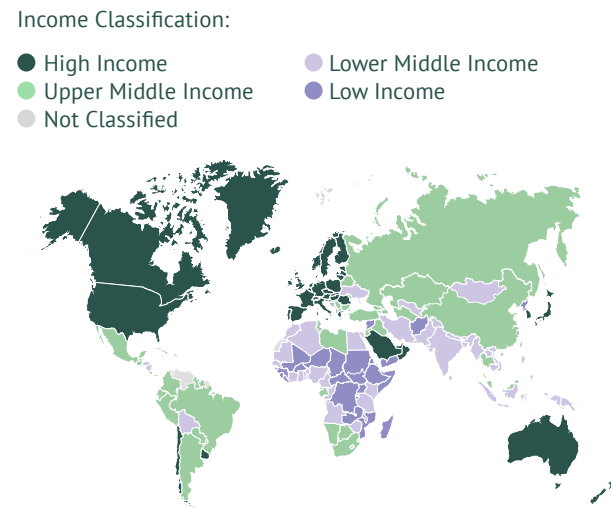 Income Classification:
High Income
Lower Middle Income
Upper Middle Income
Low Income
Not Classified